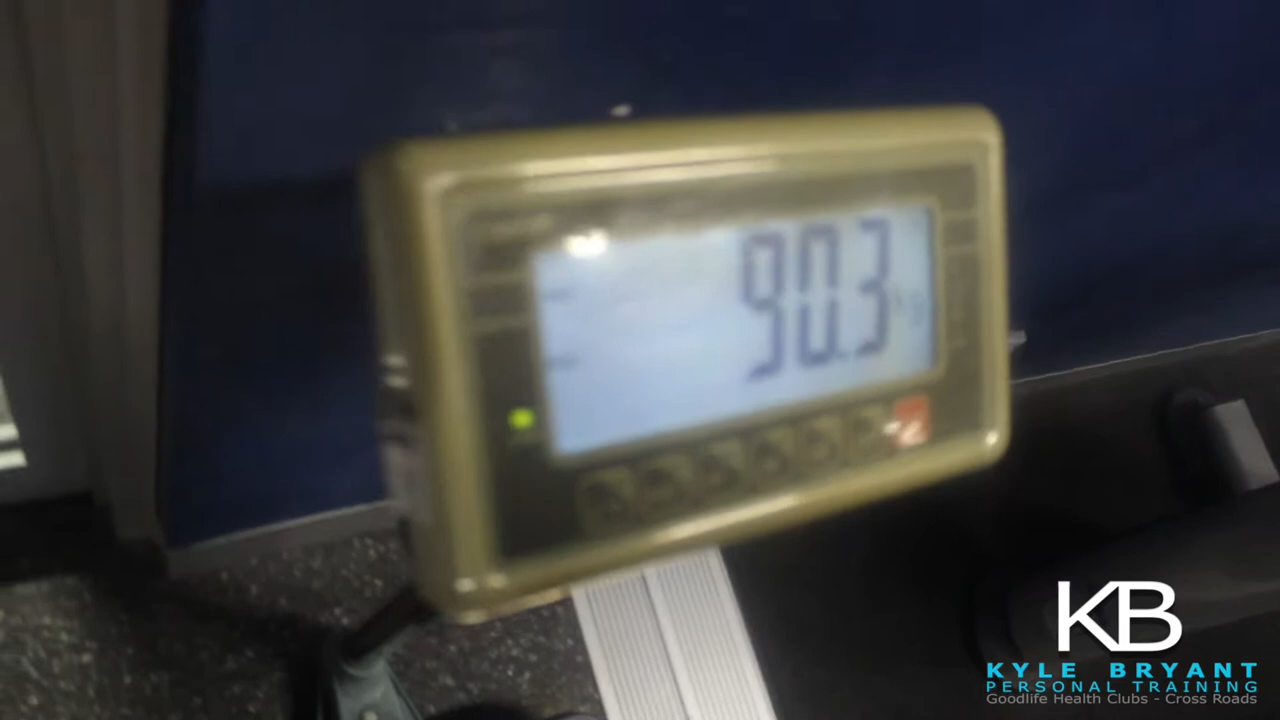 90.3
KB
KYLE BRYANT
PERSONAL TRAINING
Goodlife Health Clubs - Cross Roads